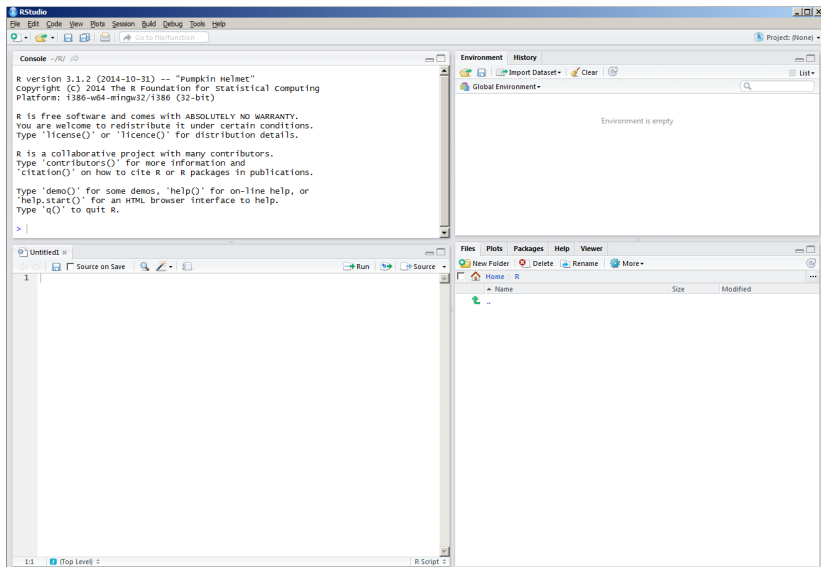 RStudio
File Edit Code View Plots Session Build Debug Tools Help
Go to file/function
Project: (None)
Console ~/R/
R version 3.1.2 (2014-10-31) -- "Pumpkin Helmet"
Copyright (C) 2014 The R Foundation for Statistical Computing
Platform: i386-w64-mingw32/i386 (32-bit)
R is free software and comes with ABSOLUTELY NO WARRANTY.
You are welcome to redistribute it under certain conditions.
Type 'license()' or 'licence()' for distribution details.
R is a collaborative project with many contributors.
Type 'contributors()' for more information and
'citation()' on how to cite R or R packages in publications.
Type 'demo()' for some demos, 'help()' for on-line help, or
'help.start()' for an HTML browser interface to help.
Type 'q()' to quit R.
>
Environment History
Import Dataset Clear List
Global Environment
Environment is empty
Untitled1
Source on Save Run Source
1
1:1 (Top Level) R Script
Files Plots Packages Help Viewer
New Folder Delete Rename More
Home R
Name Size Modified
..